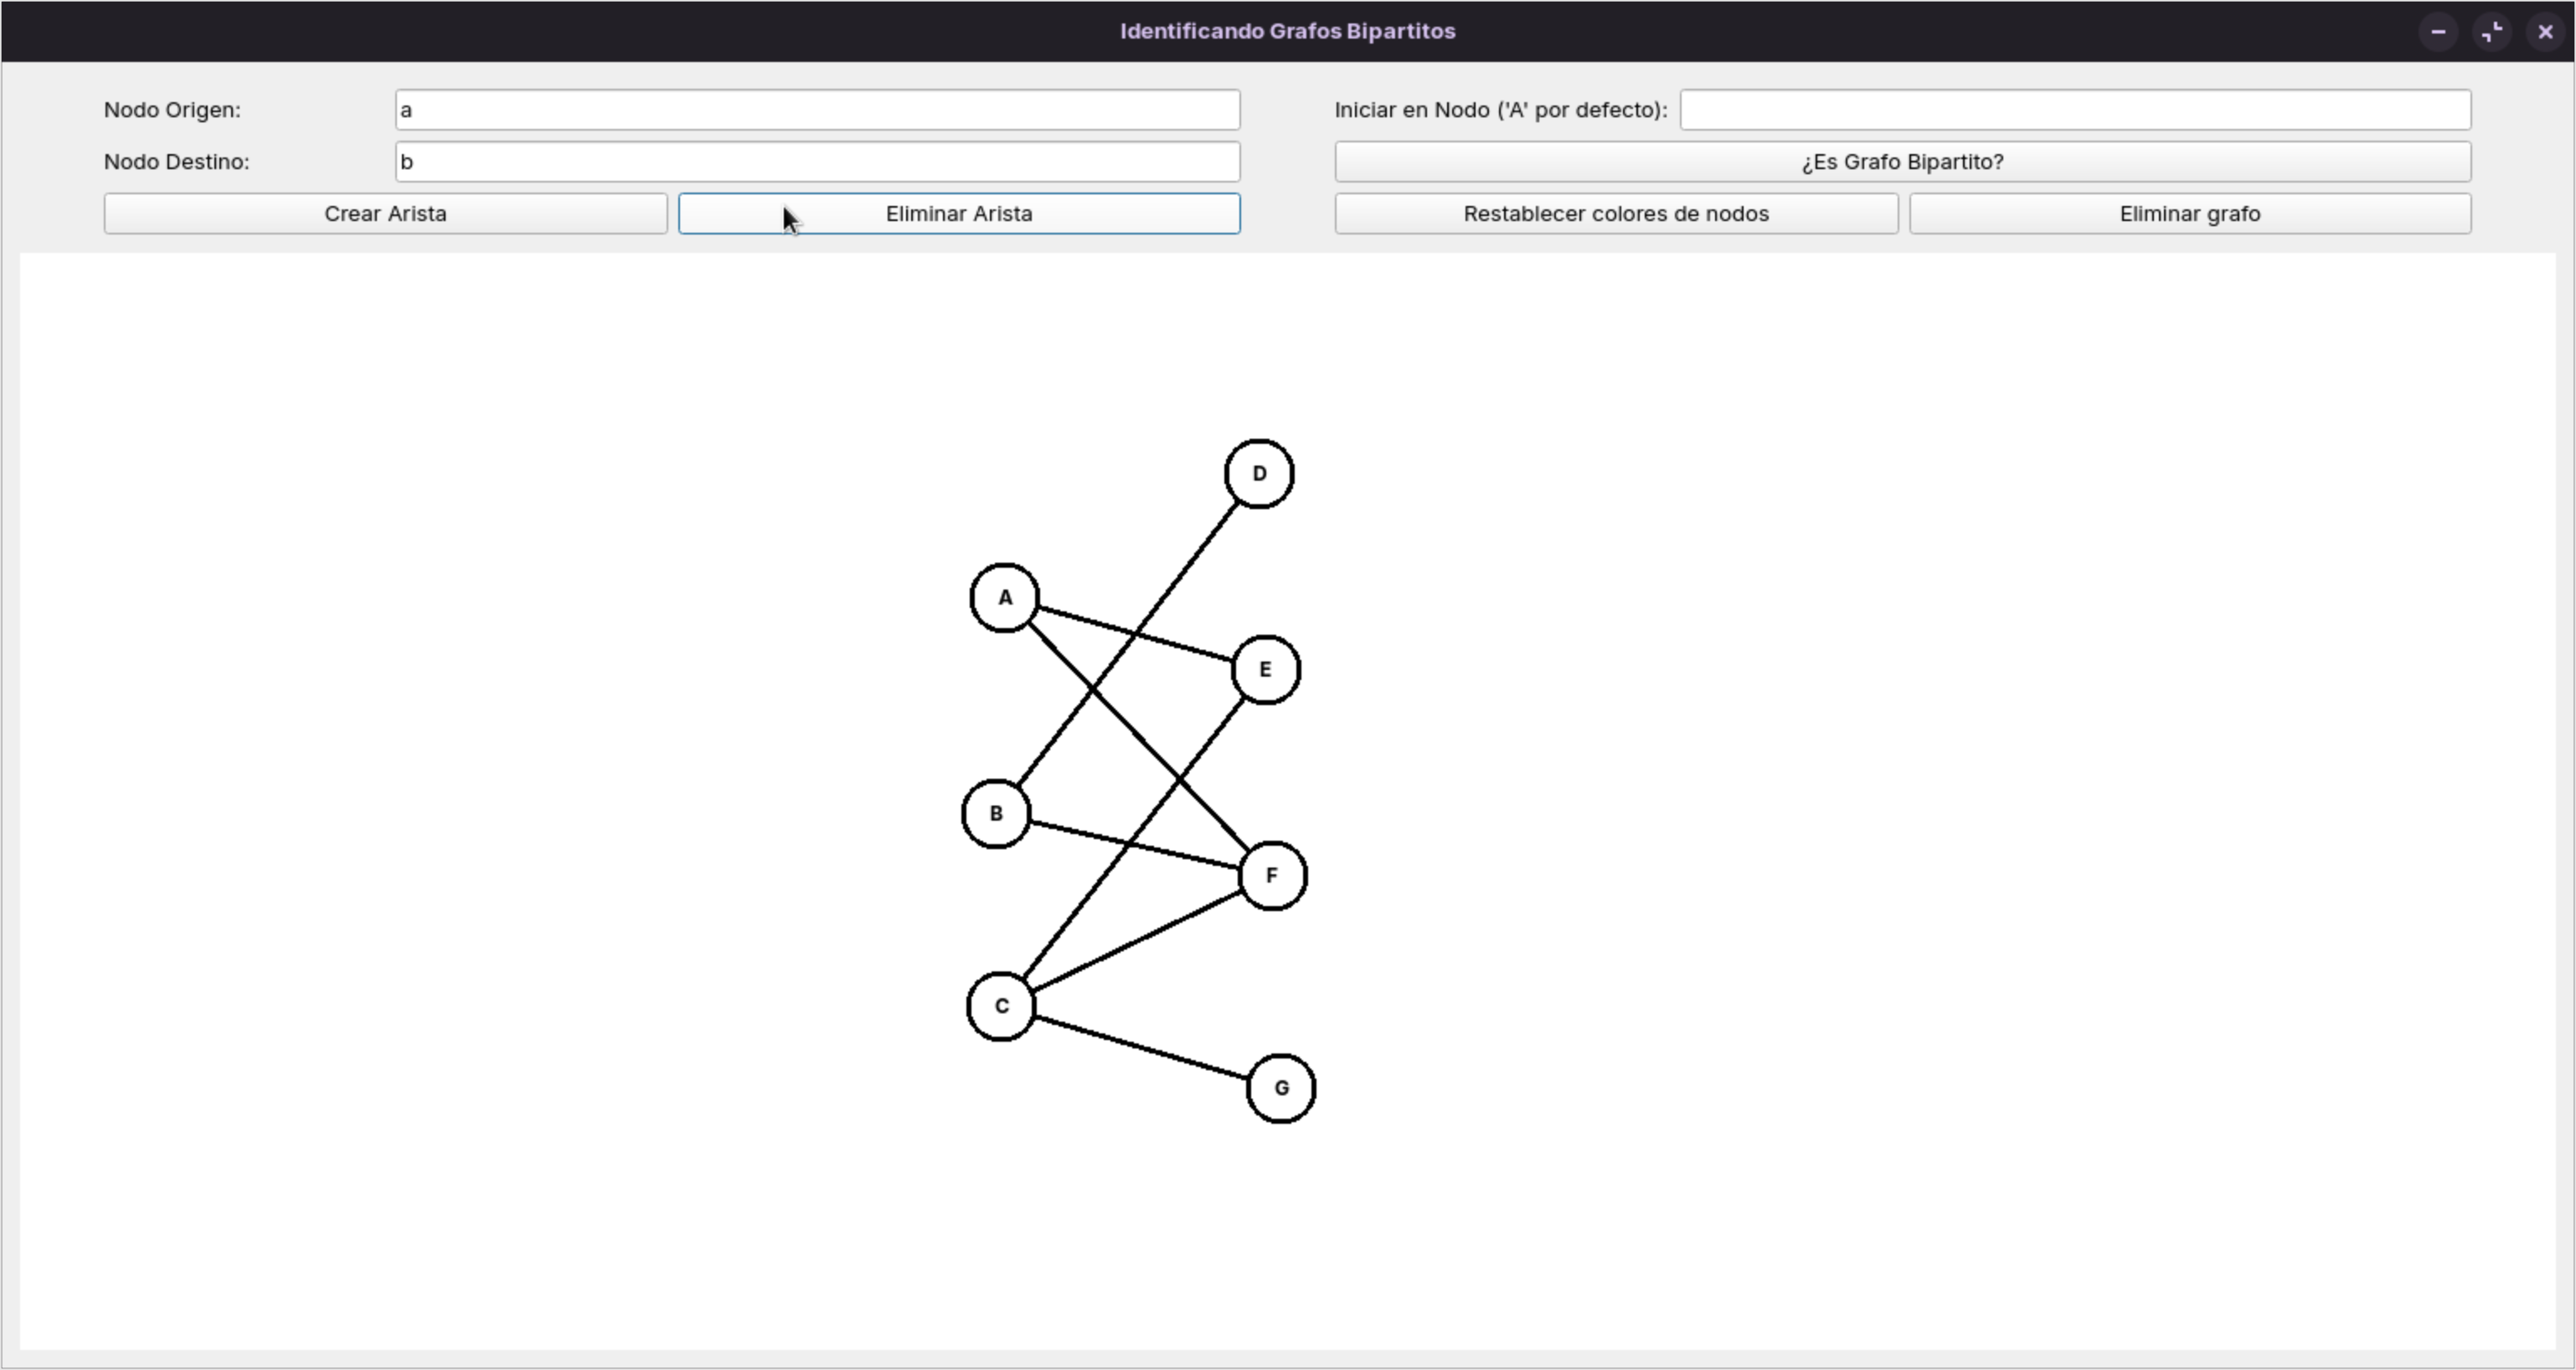 Identificando Grafos Bipartitos
Nodo Origen: a
Iniciar en Nodo ('A' por defecto):
Nodo Destino: b
¿Es Grafo Bipartito?
Crear Arista
Eliminar Arista
Restablecer colores de nodos
Eliminar grafo
D
A
E
B
F
C
G